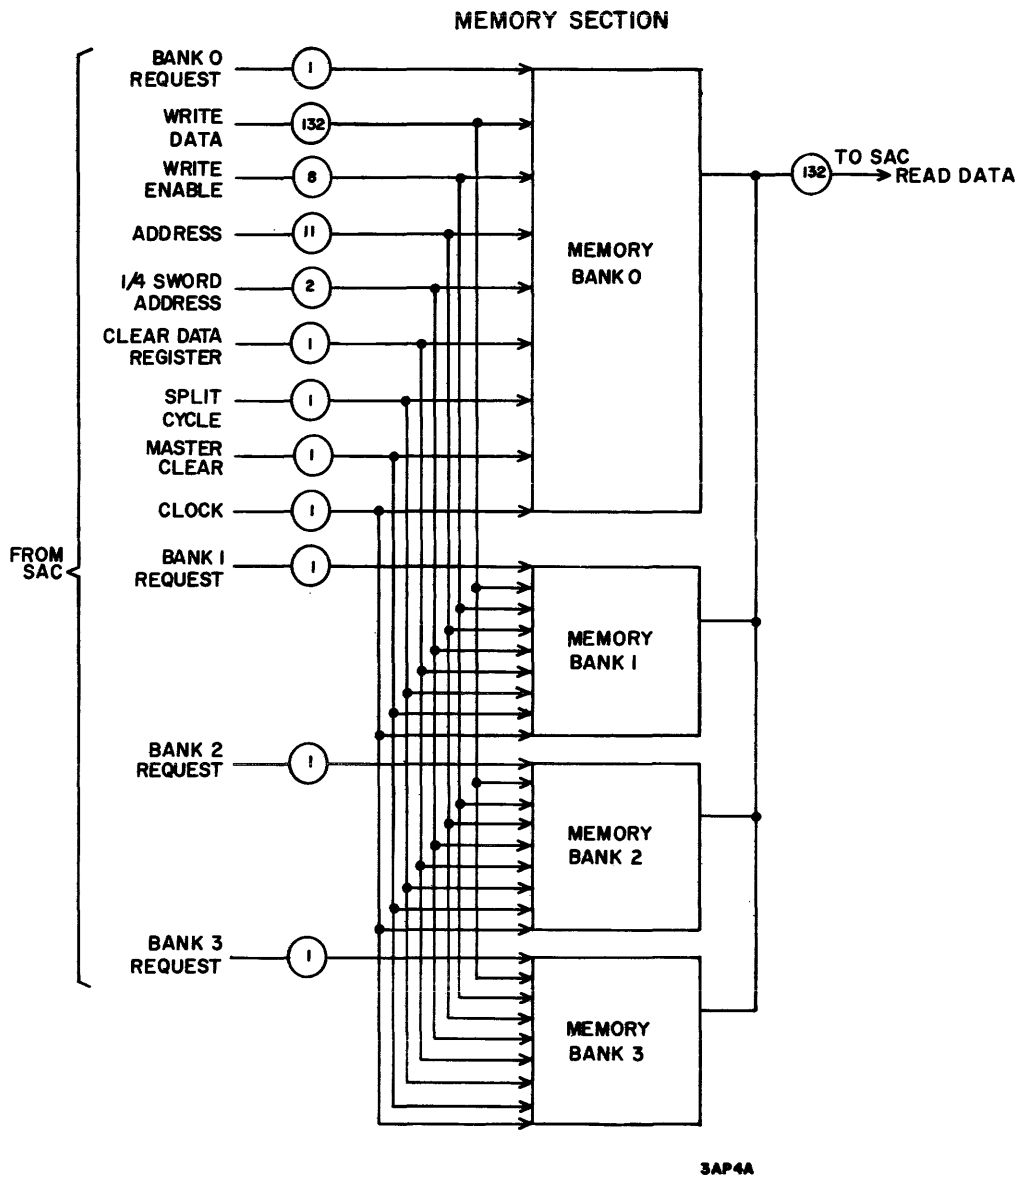 MEMORY SECTION
BANK 0
REQUEST
1
WRITE
DATA
132
WRITE
ENABLE
8
ADDRESS
11
1/4 SWORD
ADDRESS
2
CLEAR DATA
REGISTER
1
SPLIT
CYCLE
1
MASTER
CLEAR
1
CLOCK
1
MEMORY
BANK 0
132
TO SAC
READ DATA
FROM
SAC
BANK 1
REQUEST
1
MEMORY
BANK 1
BANK 2
REQUEST
1
MEMORY
BANK 2
BANK 3
REQUEST
1
MEMORY
BANK 3
3AP4A